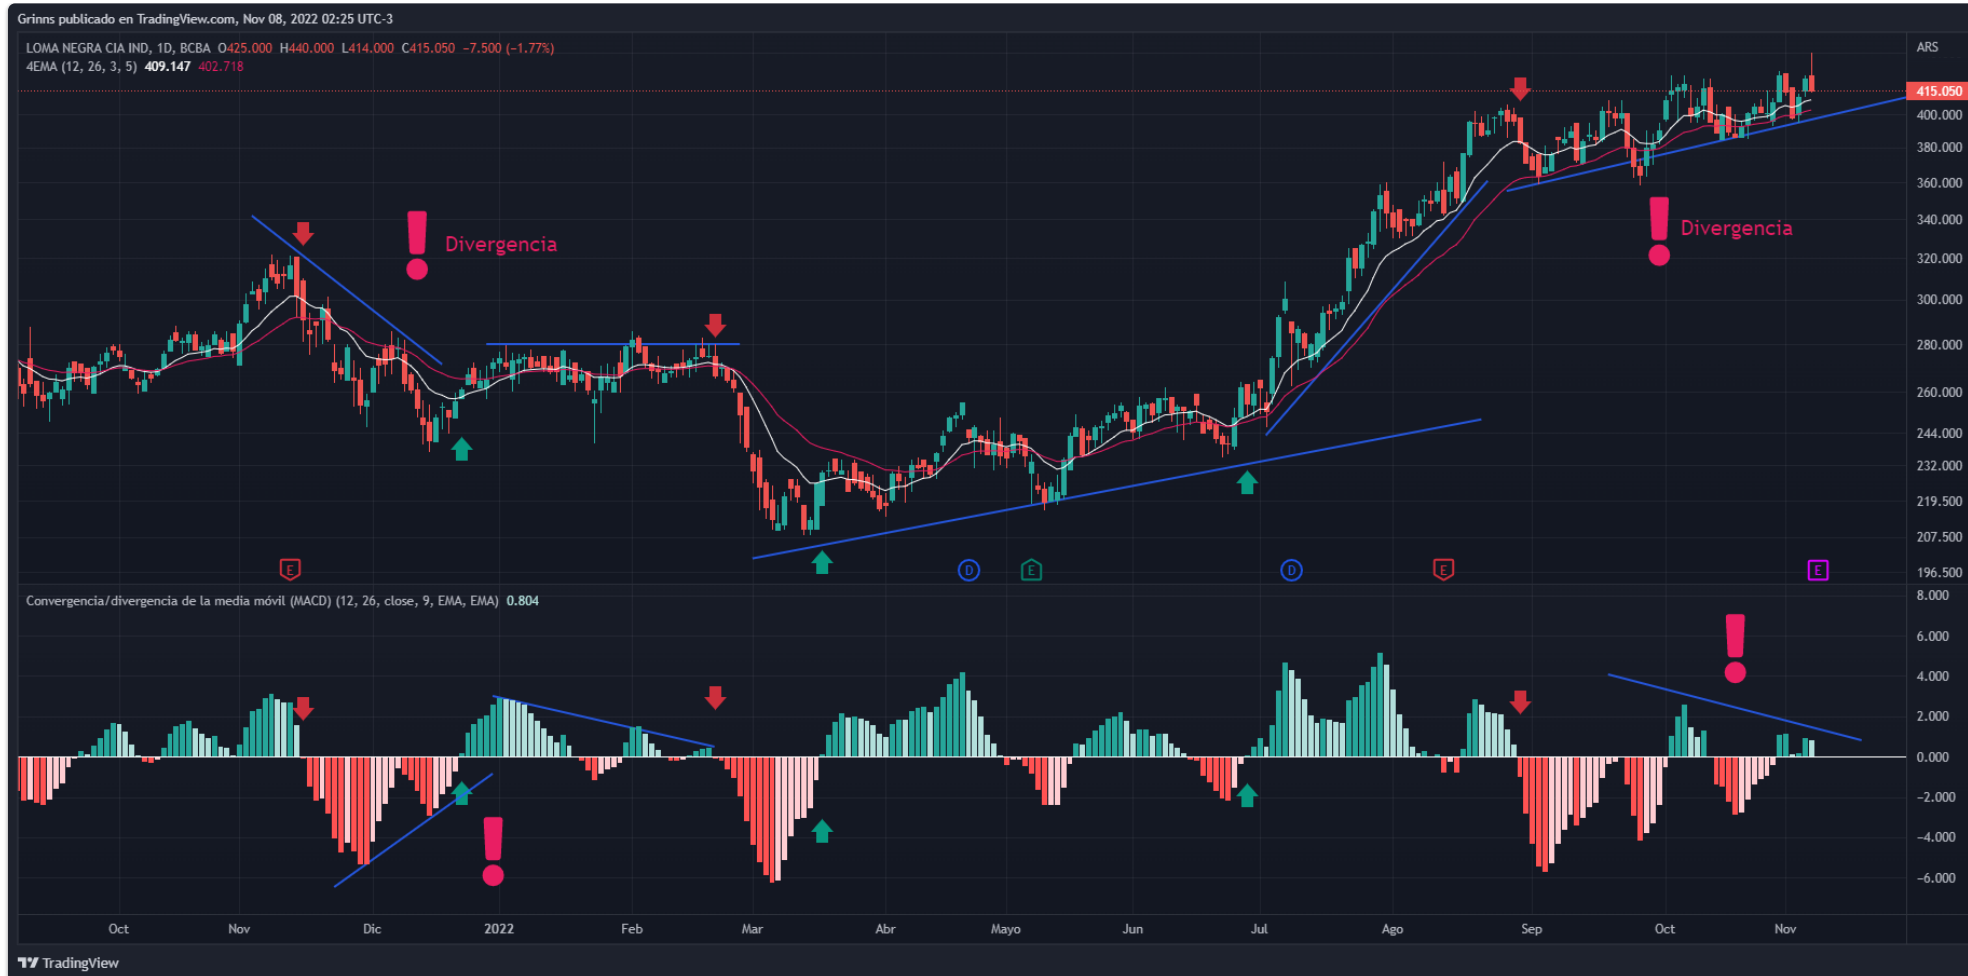 Grinns publicado en TradingView.com, Nov 08, 2022 02:25 UTC-3
LOMA NEGRA CIA IND, 1D, BCBA O425.000 H440.000 L414.000 C415.050 −7.500 (−1.77%)
4EMA (12, 26, 3, 5) 409.147 402.718
ARS
415.050
400.000
380.000
360.000
340.000
320.000
300.000
280.000
260.000
244.000
232.000
219.500
207.500
196.500
Divergencia
Divergencia
E
D
E
D
E
E
Convergencia/divergencia de la media móvil (MACD) (12, 26, close, 9, EMA, EMA) 0.804
8.000
6.000
4.000
2.000
0.000
−2.000
−4.000
−6.000
Oct Nov Dic 2022 Feb Mar Abr Mayo Jun Jul Ago Sep Oct Nov
TradingView